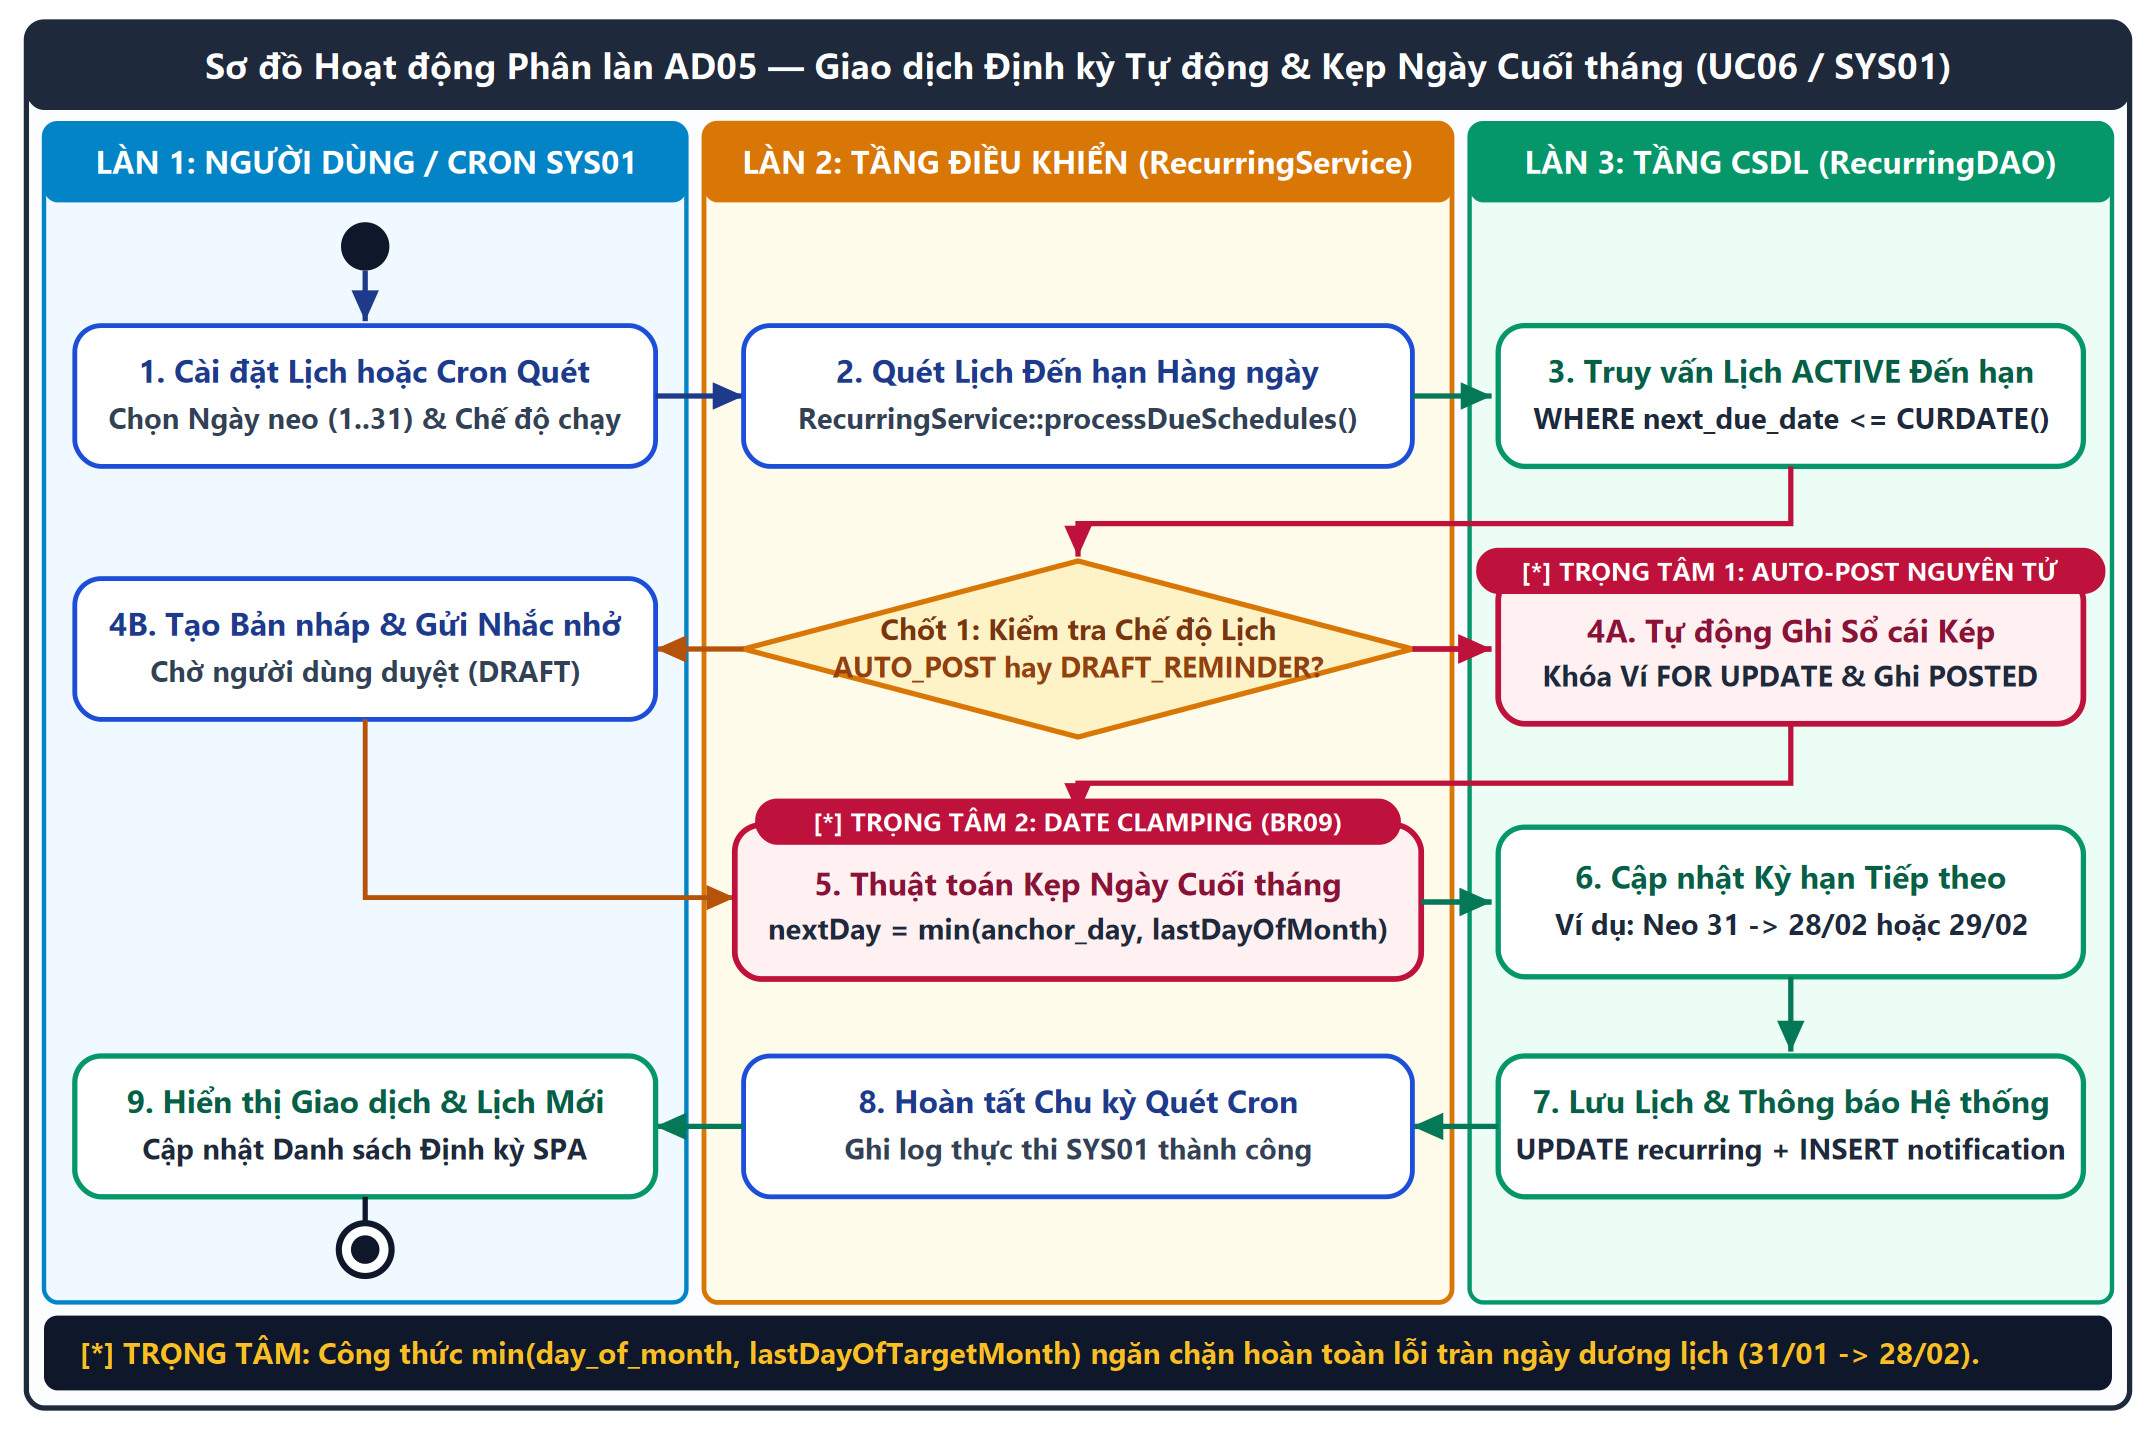 Sơ đồ Hoạt động Phân làn AD05 — Giao dịch Định kỳ Tự động & Kẹp Ngày Cuối tháng (UC06 / SYS01)
LÀN 1: NGƯỜI DÙNG / CRON SYS01
LÀN 2: TẦNG ĐIỀU KHIỂN (RecurringService)
LÀN 3: TẦNG CSDL (RecurringDAO)
1. Cài đặt Lịch hoặc Cron Quét
Chọn Ngày neo (1..31) & Chế độ chạy
2. Quét Lịch Đến hạn Hàng ngày
RecurringService::processDueSchedules()
3. Truy vấn Lịch ACTIVE Đến hạn
WHERE next_due_date <= CURDATE()
4B. Tạo Bản nháp & Gửi Nhắc nhở
Chờ người dùng duyệt (DRAFT)
Chốt 1: Kiểm tra Chế độ Lịch
AUTO_POST hay DRAFT_REMINDER?
[*] TRỌNG TÂM 1: AUTO-POST NGUYÊN TỬ
4A. Tự động Ghi Sổ cái Kép
Khóa Ví FOR UPDATE & Ghi POSTED
[*] TRỌNG TÂM 2: DATE CLAMPING (BR09)
5. Thuật toán Kẹp Ngày Cuối tháng
nextDay = min(anchor_day, lastDayOfMonth)
6. Cập nhật Kỳ hạn Tiếp theo
Ví dụ: Neo 31 -> 28/02 hoặc 29/02
9. Hiển thị Giao dịch & Lịch Mới
Cập nhật Danh sách Định kỳ SPA
8. Hoàn tất Chu kỳ Quét Cron
Ghi log thực thi SYS01 thành công
7. Lưu Lịch & Thông báo Hệ thống
UPDATE recurring + INSERT notification
[*] TRỌNG TÂM: Công thức min(day_of_month, lastDayOfTargetMonth) ngăn chặn hoàn toàn lỗi tràn ngày dương lịch (31/01 -> 28/02).